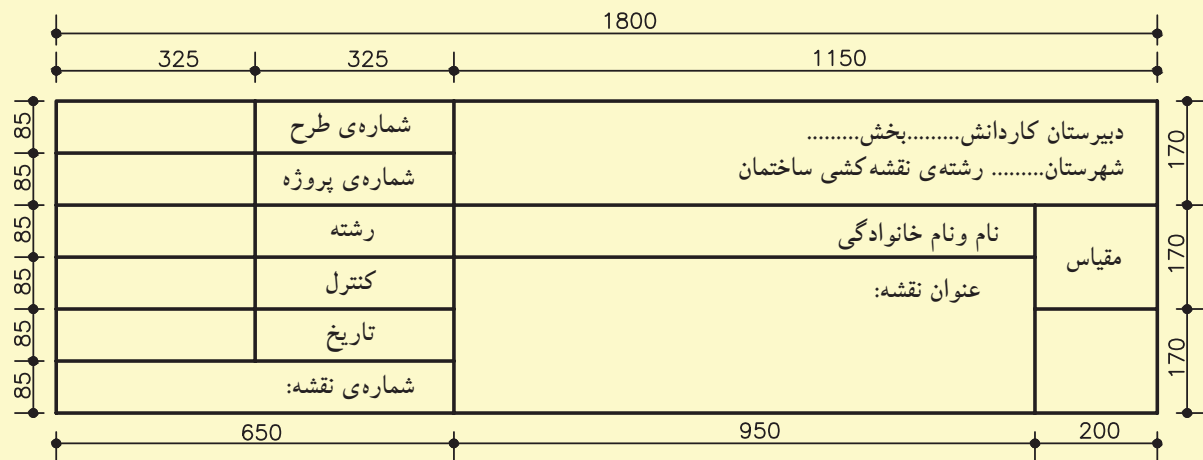 1800
325
325
1150
دبیرستان کاردانش.........بخش.........
شهرستان......... رشته‌ی نقشه‌کشی ساختمان
نام ونام خانوادگی
مقیاس
عنوان نقشه:
شماره‌ی طرح
شماره‌ی پروژه
رشته
کنترل
تاریخ
شماره‌ی نقشه:
85
85
85
85
85
85
170
170
170
650
950
200